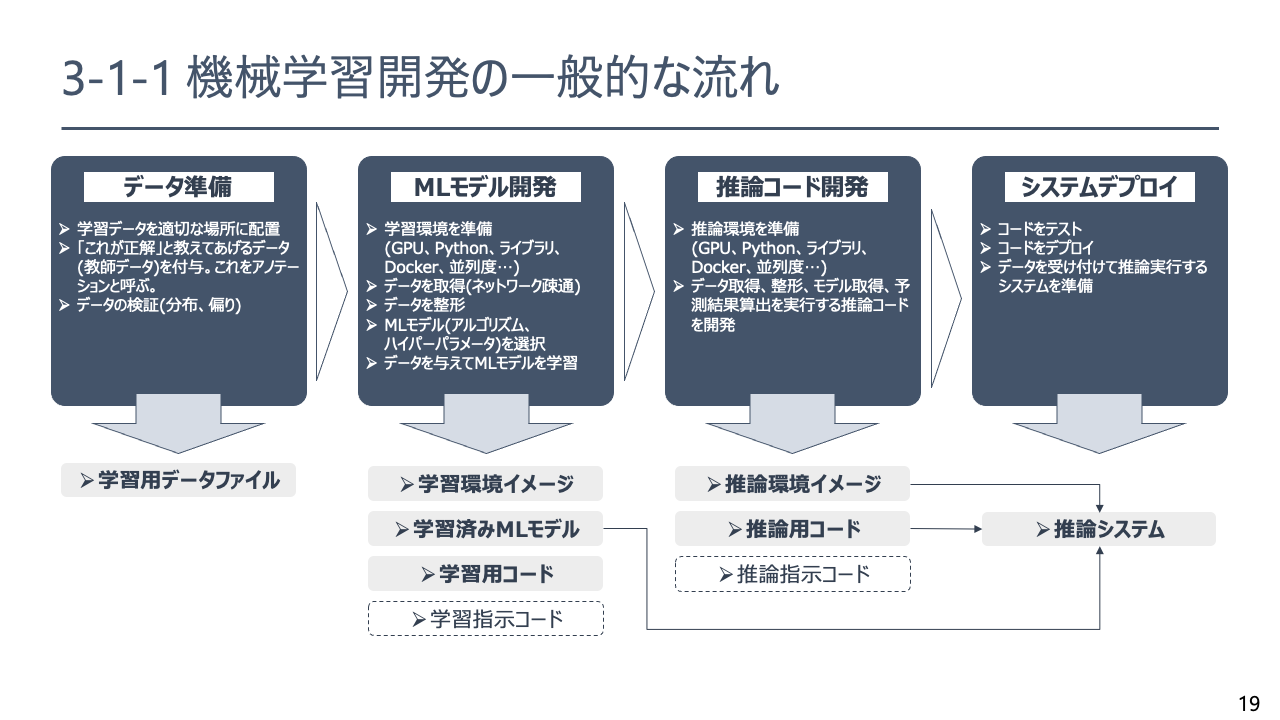 3-1-1 機械学習開発の一般的な流れ
データ準備
➢ 学習データを適切な場所に配置
➢ 「これが正解」と教えてあげるデータ
(教師データ)を付与。これをアノテー
ションと呼ぶ。
➢ データの検証(分布、偏り)
MLモデル開発
➢ 学習環境を準備
(GPU、Python、ライブラリ、
Docker、並列度…)
➢ データを取得(ネットワーク疎通)
➢ データを整形
➢ MLモデル(アルゴリズム、
ハイパーパラメータ)を選択
➢ データを与えてMLモデルを学習
推論コード開発
➢ 推論環境を準備
(GPU、Python、ライブラリ、
Docker、並列度…)
➢ データ取得、整形、モデル取得、予
測結果算出を実行する推論コード
を開発
システムデプロイ
➢ コードをテスト
➢ コードをデプロイ
➢ データを受け付けて推論実行する
システムを準備
➢ 学習用データファイル
➢ 学習環境イメージ
➢ 学習済みMLモデル
➢ 学習用コード
➢ 学習指示コード
➢ 推論環境イメージ
➢ 推論用コード
➢ 推論指示コード
➢ 推論システム
19